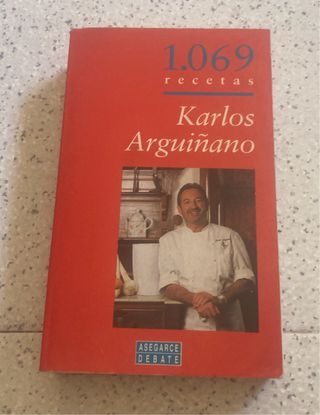 1.069
recetas
Karlos
Arguiñano
ASEGARCE
DEBATE